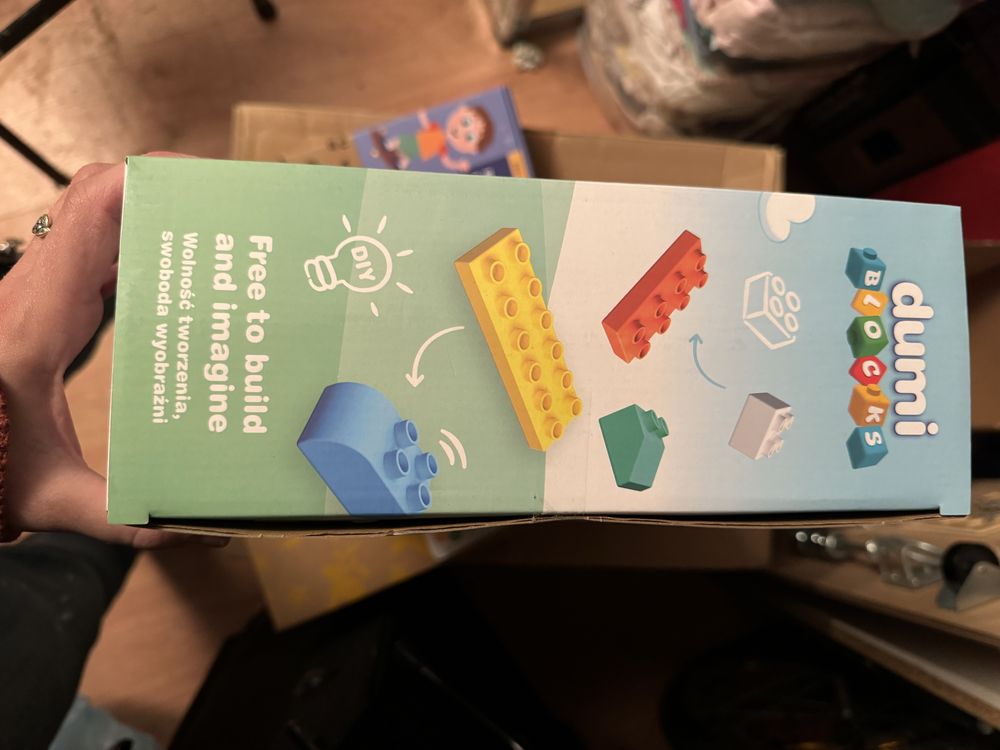 dumi
BLOCkS
DIY
Free to build
and imagine
Wolność tworzenia,
swoboda wyobraźni